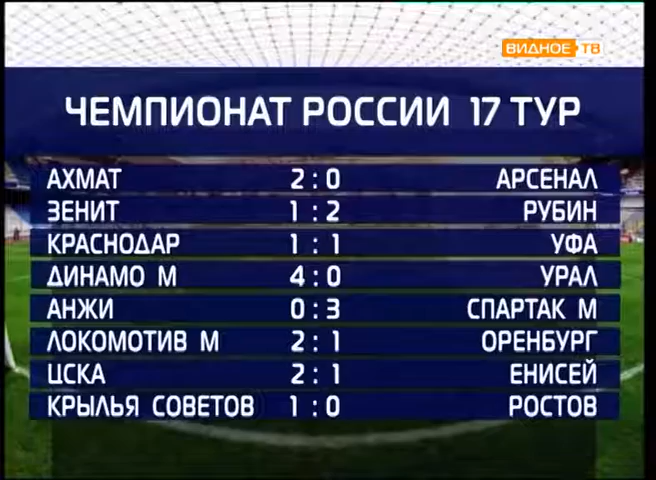 ВИДНОЕ ТВ
ЧЕМПИОНАТ РОССИИ 17 ТУР
АХМАТ 2:0 АРСЕНАЛ
ЗЕНИТ 1:2 РУБИН
КРАСНОДАР 1:1 УФА
ДИНАМО М 4:0 УРАЛ
АНЖИ 0:3 СПАРТАК М
ЛОКОМОТИВ М 2:1 ОРЕНБУРГ
ЦСКА 2:1 ЕНИСЕЙ
КРЫЛЬЯ СОВЕТОВ 1:0 РОСТОВ